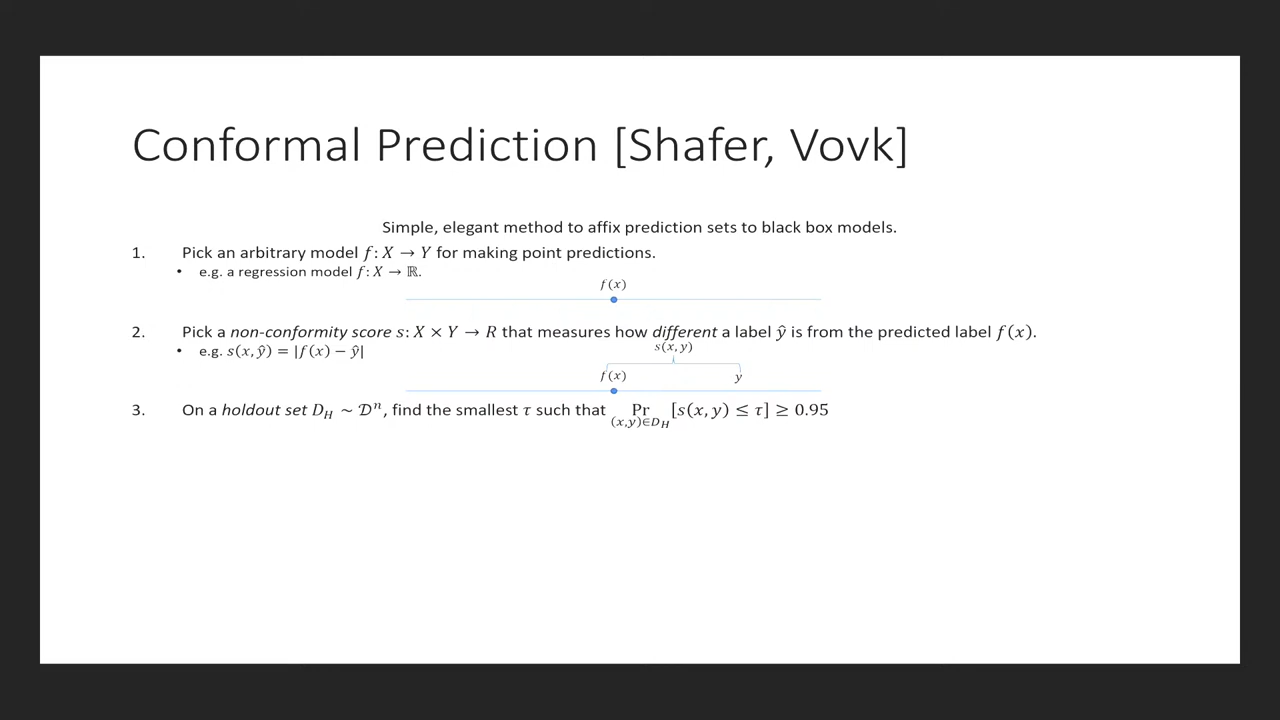 Conformal Prediction [Shafer, Vovk]
Simple, elegant method to affix prediction sets to black box models.
1. Pick an arbitrary model f: X → Y for making point predictions.
• e.g. a regression model f: X → ℝ.
f(x)
2. Pick a non-conformity score s: X × Y → R that measures how different a label ŷ is from the predicted label f(x).
• e.g. s(x, ŷ) = |f(x) − ŷ|
s(x, y)
f(x) y
3. On a holdout set D_H ~ 𝒟ⁿ, find the smallest τ such that Pr [s(x, y) ≤ τ] ≥ 0.95
(x,y)∈D_H